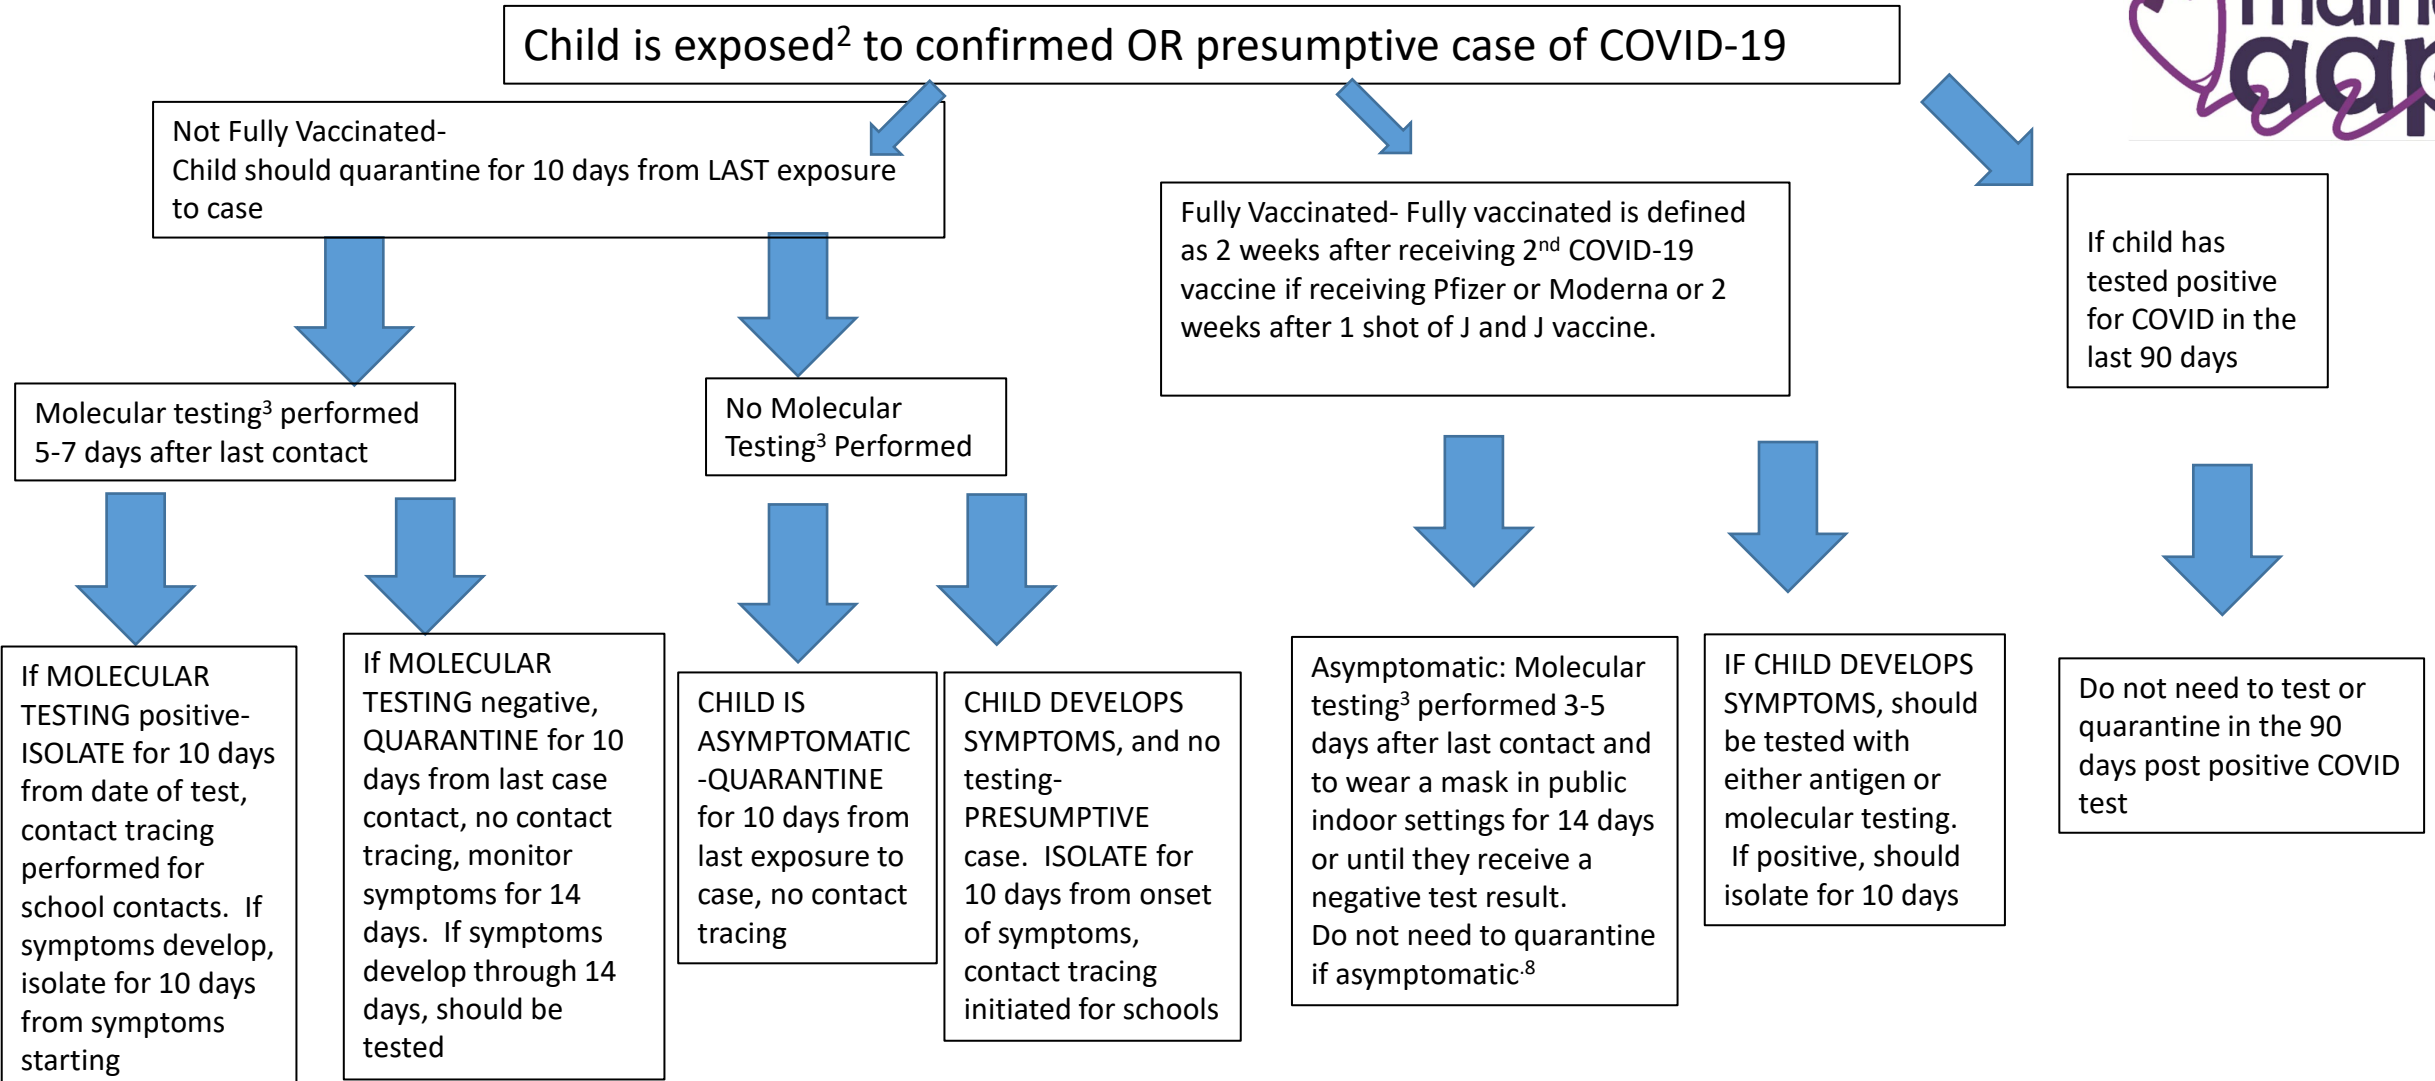 Child is exposed² to confirmed OR presumptive case of COVID-19
Not Fully Vaccinated-
Child should quarantine for 10 days from LAST exposure
to case
Fully Vaccinated- Fully vaccinated is defined
as 2 weeks after receiving 2nd COVID-19
vaccine if receiving Pfizer or Moderna or 2
weeks after 1 shot of J and J vaccine.
If child has
tested positive
for COVID in the
last 90 days
Molecular testing³ performed
5-7 days after last contact
No Molecular
Testing³ Performed
If MOLECULAR
TESTING positive-
ISOLATE for 10 days
from date of test,
contact tracing
performed for
school contacts.  If
symptoms develop,
isolate for 10 days
from symptoms
starting
If MOLECULAR
TESTING negative,
QUARANTINE for 10
days from last case
contact, no contact
tracing, monitor
symptoms for 14
days.  If symptoms
develop through 14
days, should be
tested
CHILD IS
ASYMPTOMATIC
-QUARANTINE
for 10 days from
last exposure to
case, no contact
tracing
CHILD DEVELOPS
SYMPTOMS, and no
testing-
PRESUMPTIVE
case.  ISOLATE for
10 days from onset
of symptoms,
contact tracing
initiated for schools
Asymptomatic: Molecular
testing³ performed 3-5
days after last contact and
to wear a mask in public
indoor settings for 14 days
or until they receive a
negative test result.
Do not need to quarantine
if asymptomatic.⁸
IF CHILD DEVELOPS
SYMPTOMS, should
be tested with
either antigen or
molecular testing.
If positive, should
isolate for 10 days
Do not need to test or
quarantine in the 90
days post positive COVID
test